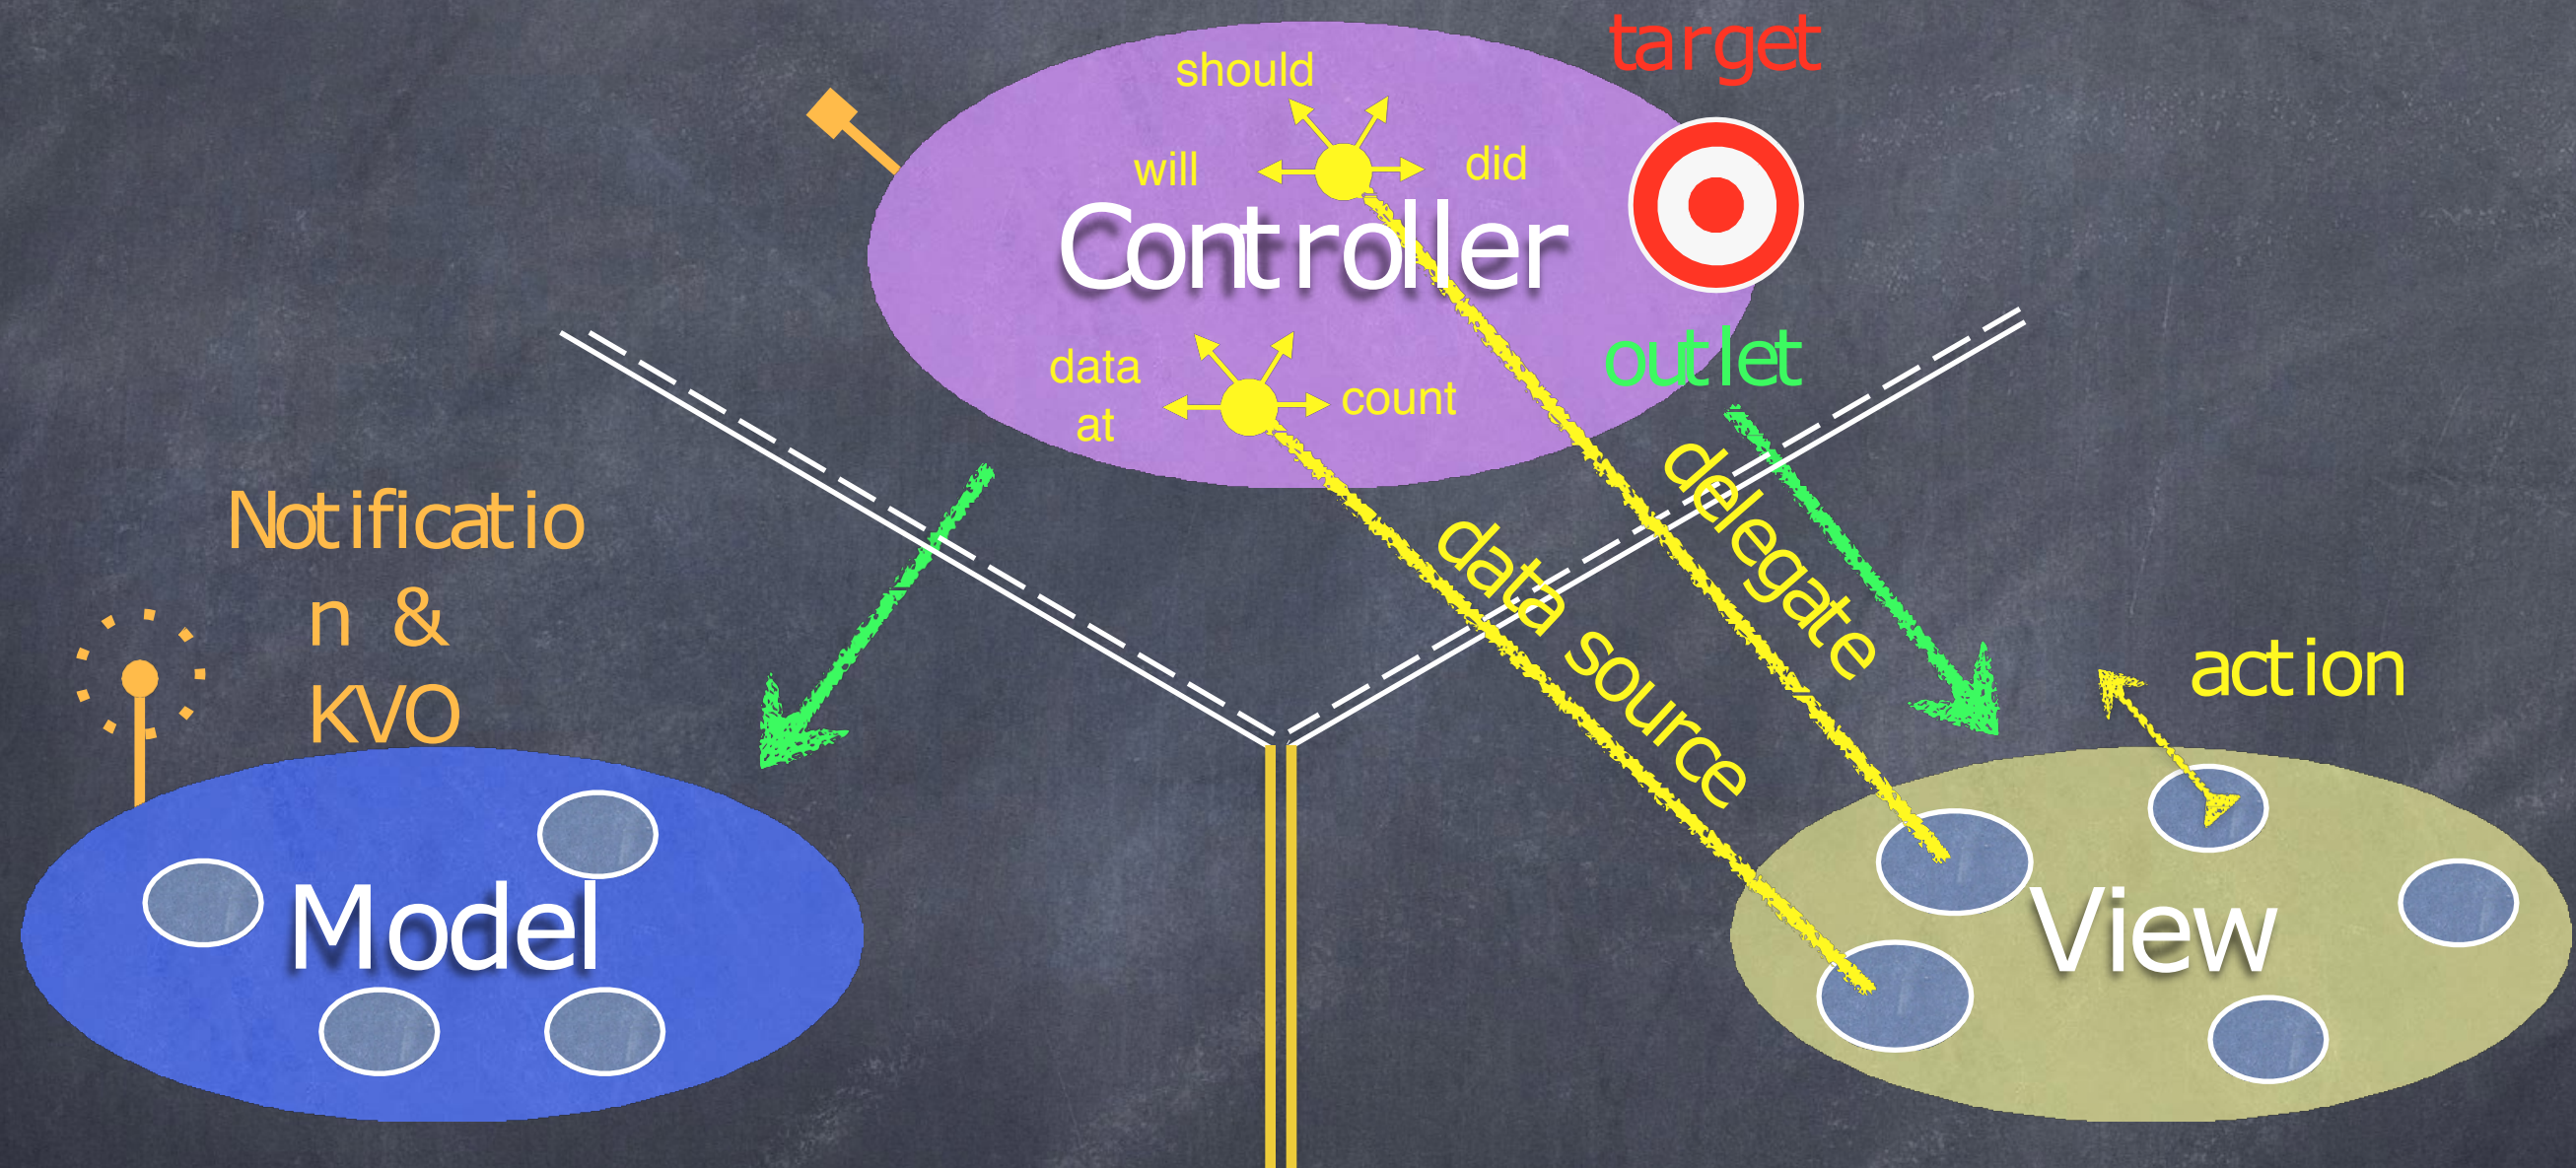 target
should
will
did
Controller
data
at
count
outlet
delegate
data source
Notificatio
n &
KVO
action
Model
View